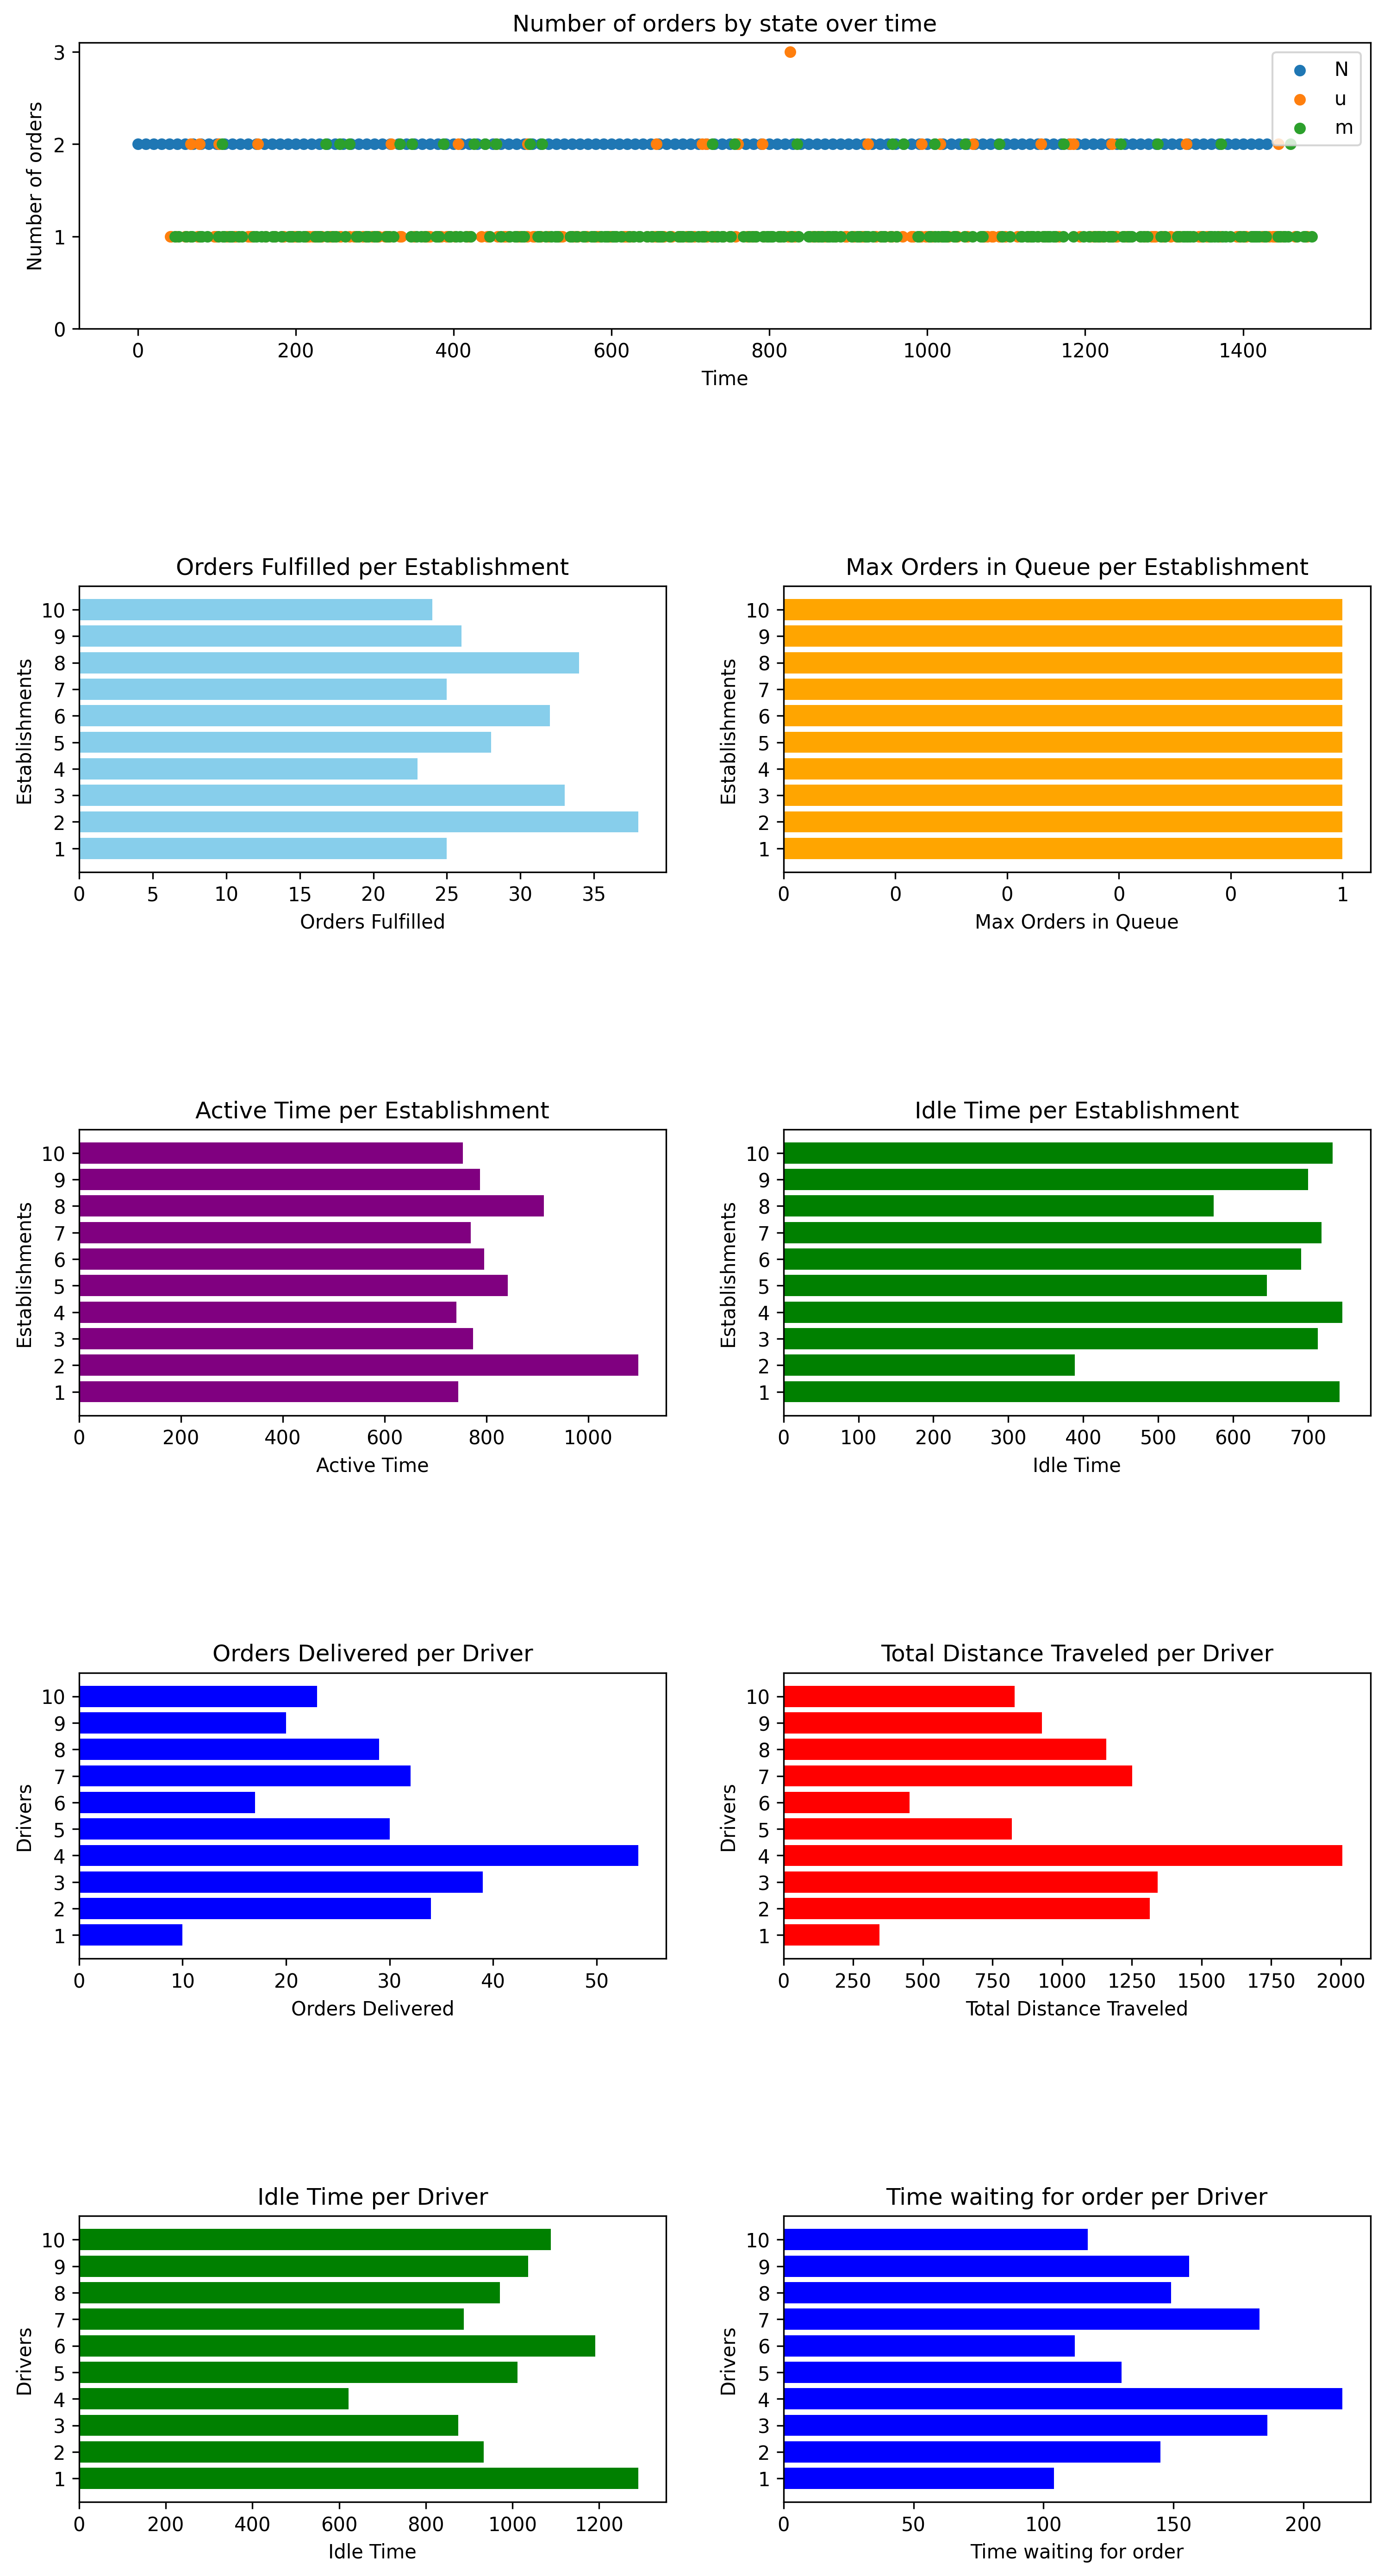 Number of orders by state over time
Number of orders
3
2
1
0
N
u
m
0 200 400 600 800 1000 1200 1400
Time
Orders Fulfilled per Establishment
Establishments
10
9
8
7
6
5
4
3
2
1
0 5 10 15 20 25 30 35
Orders Fulfilled
Max Orders in Queue per Establishment
Establishments
10
9
8
7
6
5
4
3
2
1
0 0 0 0 0 1
Max Orders in Queue
Active Time per Establishment
Establishments
10
9
8
7
6
5
4
3
2
1
0 200 400 600 800 1000
Active Time
Idle Time per Establishment
Establishments
10
9
8
7
6
5
4
3
2
1
0 100 200 300 400 500 600 700
Idle Time
Orders Delivered per Driver
Drivers
10
9
8
7
6
5
4
3
2
1
0 10 20 30 40 50
Orders Delivered
Total Distance Traveled per Driver
Drivers
10
9
8
7
6
5
4
3
2
1
0 250 500 750 1000 1250 1500 1750 2000
Total Distance Traveled
Idle Time per Driver
Drivers
10
9
8
7
6
5
4
3
2
1
0 200 400 600 800 1000 1200
Idle Time
Time waiting for order per Driver
Drivers
10
9
8
7
6
5
4
3
2
1
0 50 100 150 200
Time waiting for order